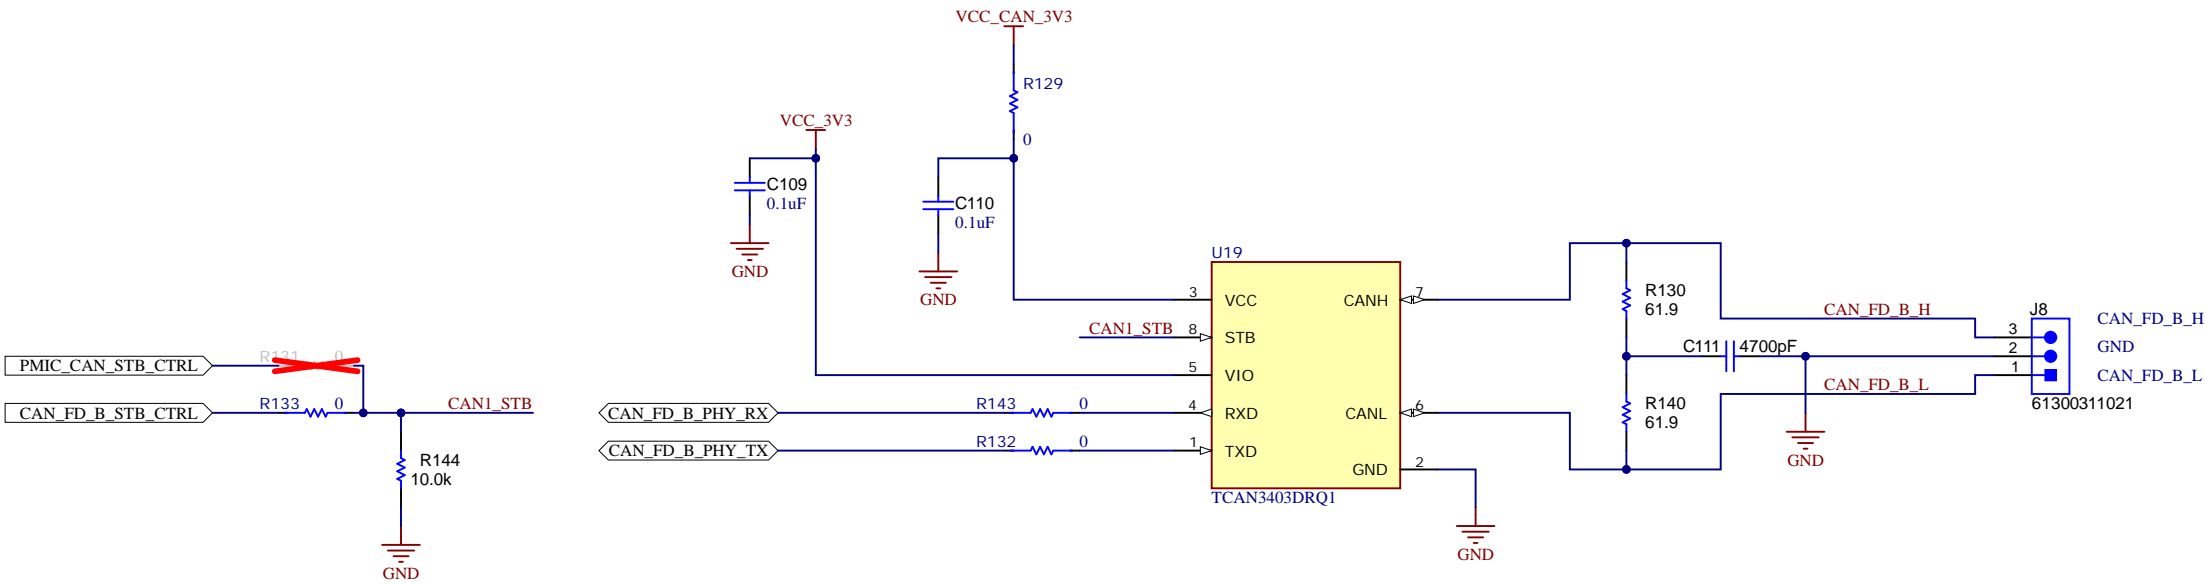 VCC_CAN_3V3
R129
0
VCC_3V3
C109
0.1uF
GND
C110
0.1uF
GND
U19
3 VCC
CANH 7
CAN1_STB 8 STB
5 VIO
4 RXD
CANL 6
1 TXD
GND 2
TCAN3403DRQ1
GND
PMIC_CAN_STB_CTRL
R131 0
CAN_FD_B_STB_CTRL
R133 0
CAN1_STB
R144
10.0k
GND
CAN_FD_B_PHY_RX
R143 0
CAN_FD_B_PHY_TX
R132 0
R130
61.9
C111 4700pF
R140
61.9
GND
CAN_FD_B_H
CAN_FD_B_L
J8
3
2
1
61300311021
CAN_FD_B_H
GND
CAN_FD_B_L